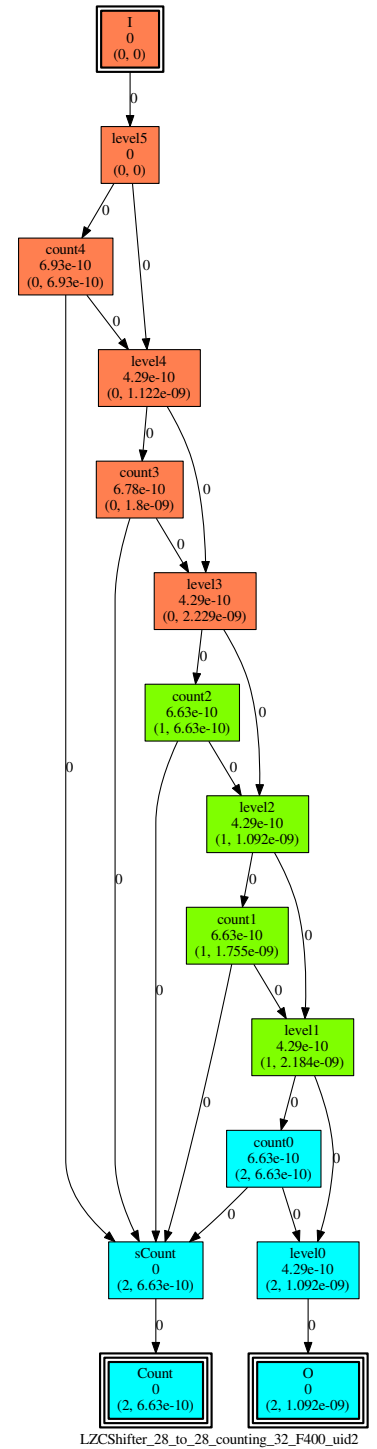 I
0
(0, 0)
0
level5
0
(0, 0)
0
0
count4
6.93e-10
(0, 6.93e-10)
0
level4
4.29e-10
(0, 1.122e-09)
0
0
count3
6.78e-10
(0, 1.8e-09)
0
level3
4.29e-10
(0, 2.229e-09)
0
0
count2
6.63e-10
(1, 6.63e-10)
0
0
level2
4.29e-10
(1, 1.092e-09)
0
0
0
count1
6.63e-10
(1, 1.755e-09)
0
0
level1
4.29e-10
(1, 2.184e-09)
0
0
0
count0
6.63e-10
(2, 6.63e-10)
0
0
sCount
0
(2, 6.63e-10)
level0
4.29e-10
(2, 1.092e-09)
0
0
Count
0
(2, 6.63e-10)
O
0
(2, 1.092e-09)
LZCShifter_28_to_28_counting_32_F400_uid2